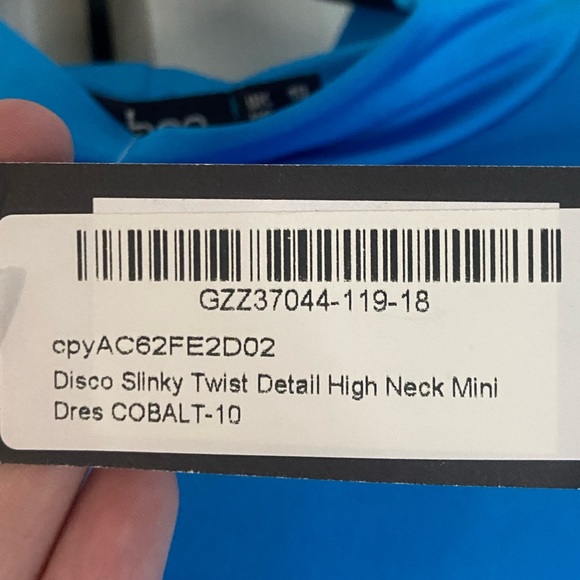 GZZ37044-119-18
cpyAC62FE2D02
Disco Slinky Twist Detail High Neck Mini
Dres COBALT-10